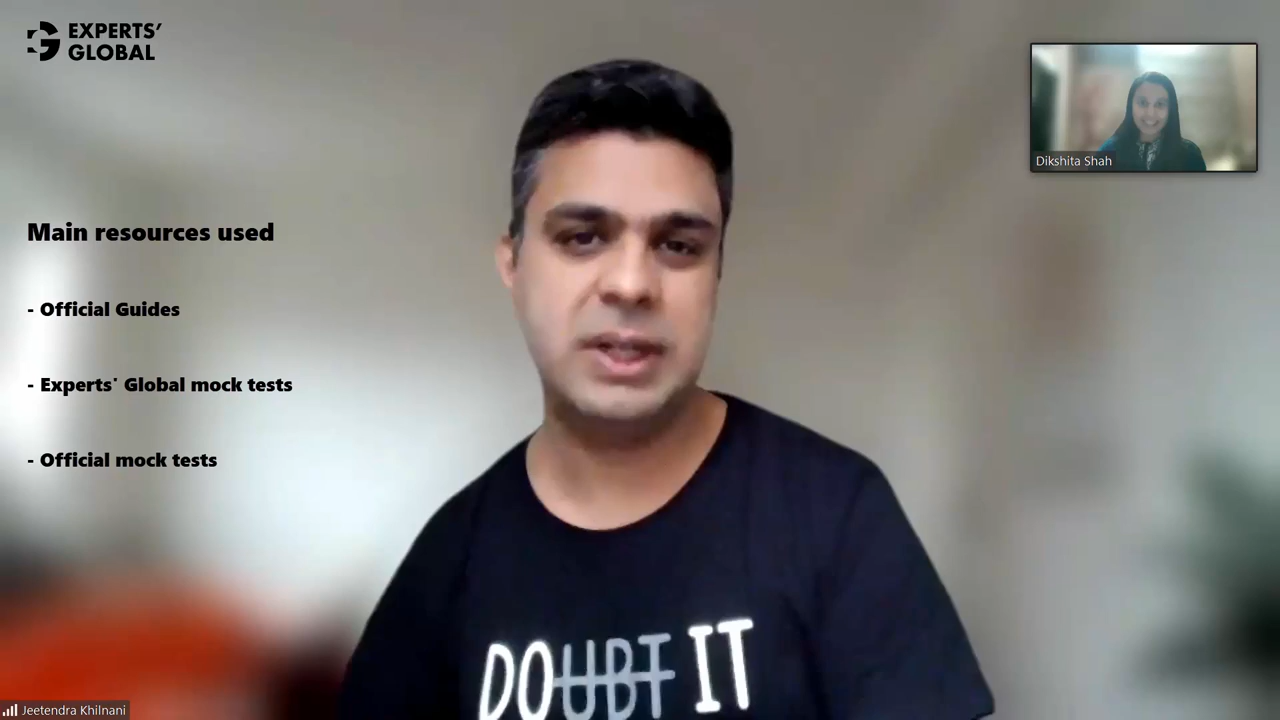 EXPERTS’
GLOBAL
Dikshita Shah
Main resources used
- Official Guides
- Experts' Global mock tests
- Official mock tests
DOUBT IT
Jeetendra Khilnani